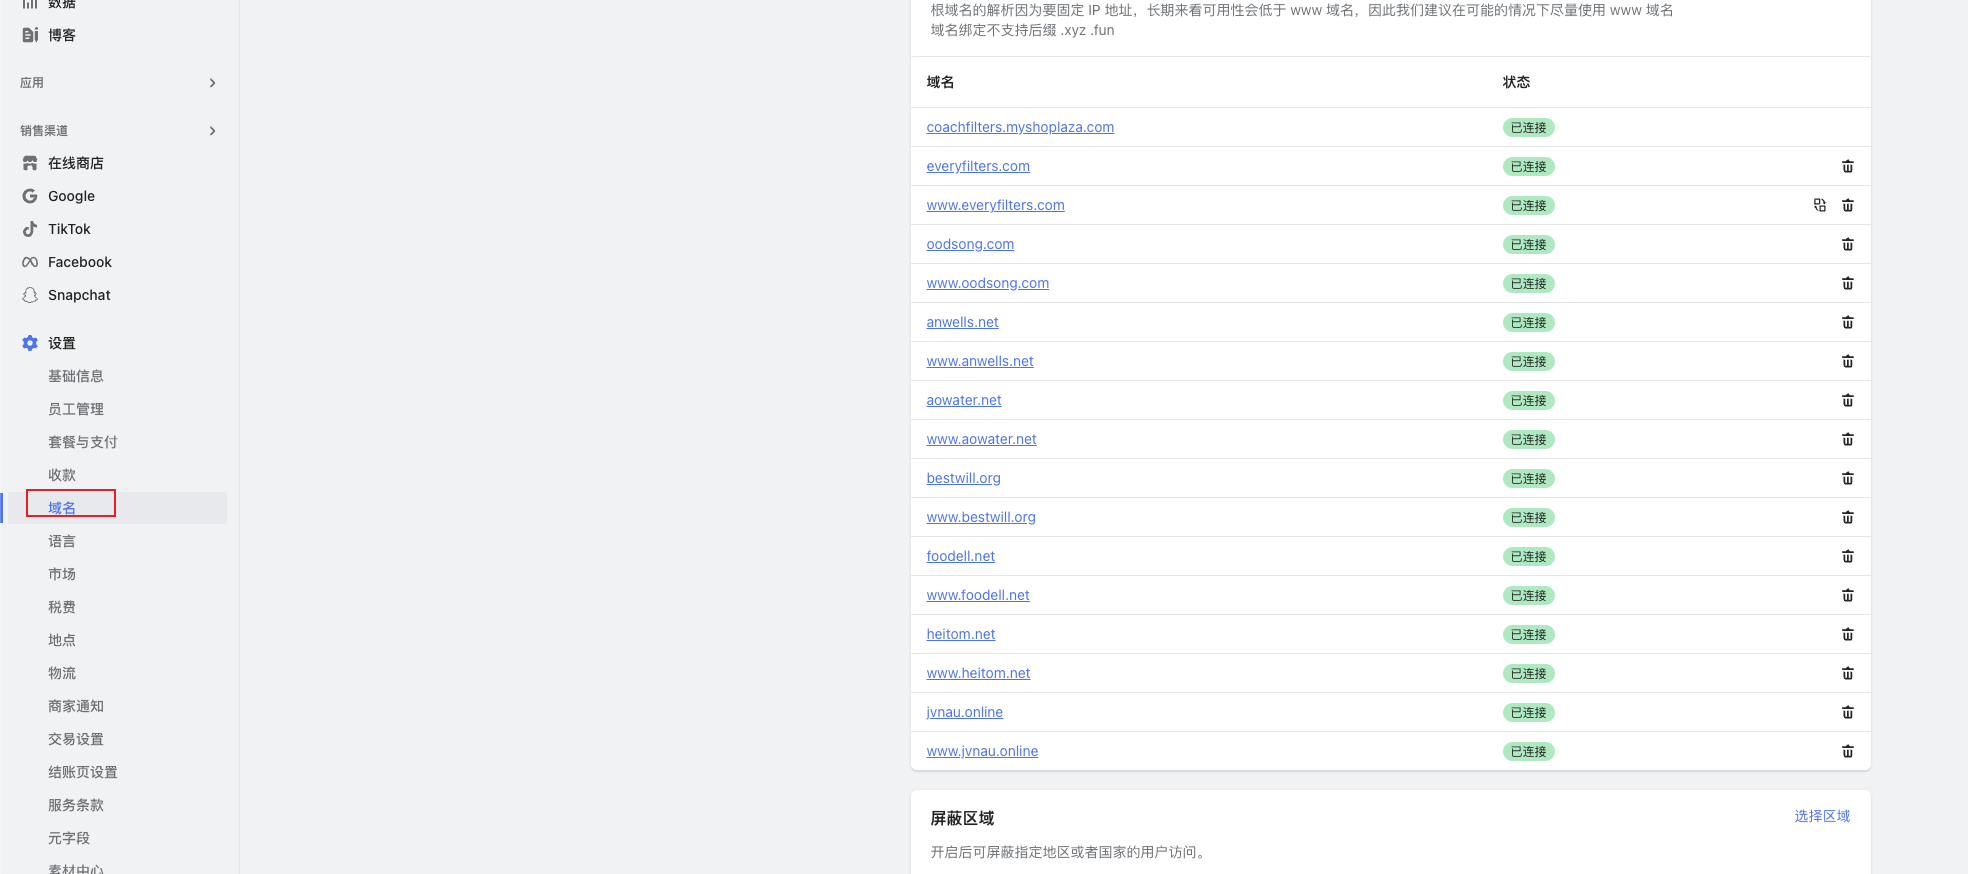 数据
博客
应用
销售渠道
在线商店
Google
TikTok
Facebook
Snapchat
设置
基础信息
员工管理
套餐与支付
收款
域名
语言
市场
税费
地点
物流
商家通知
交易设置
结账页设置
服务条款
元字段
素材中心
根域名的解析因为要固定 IP 地址，长期来看可用性会低于 www 域名，因此我们建议在可能的情况下尽量使用 www 域名
域名绑定不支持后缀 .xyz .fun
域名 状态
coachfilters.myshoplaza.com 已连接
everyfilters.com 已连接
www.everyfilters.com 已连接
oodsong.com 已连接
www.oodsong.com 已连接
anwells.net 已连接
www.anwells.net 已连接
aowater.net 已连接
www.aowater.net 已连接
bestwill.org 已连接
www.bestwill.org 已连接
foodell.net 已连接
www.foodell.net 已连接
heitom.net 已连接
www.heitom.net 已连接
jvnau.online 已连接
www.jvnau.online 已连接
屏蔽区域 选择区域
开启后可屏蔽指定地区或者国家的用户访问。